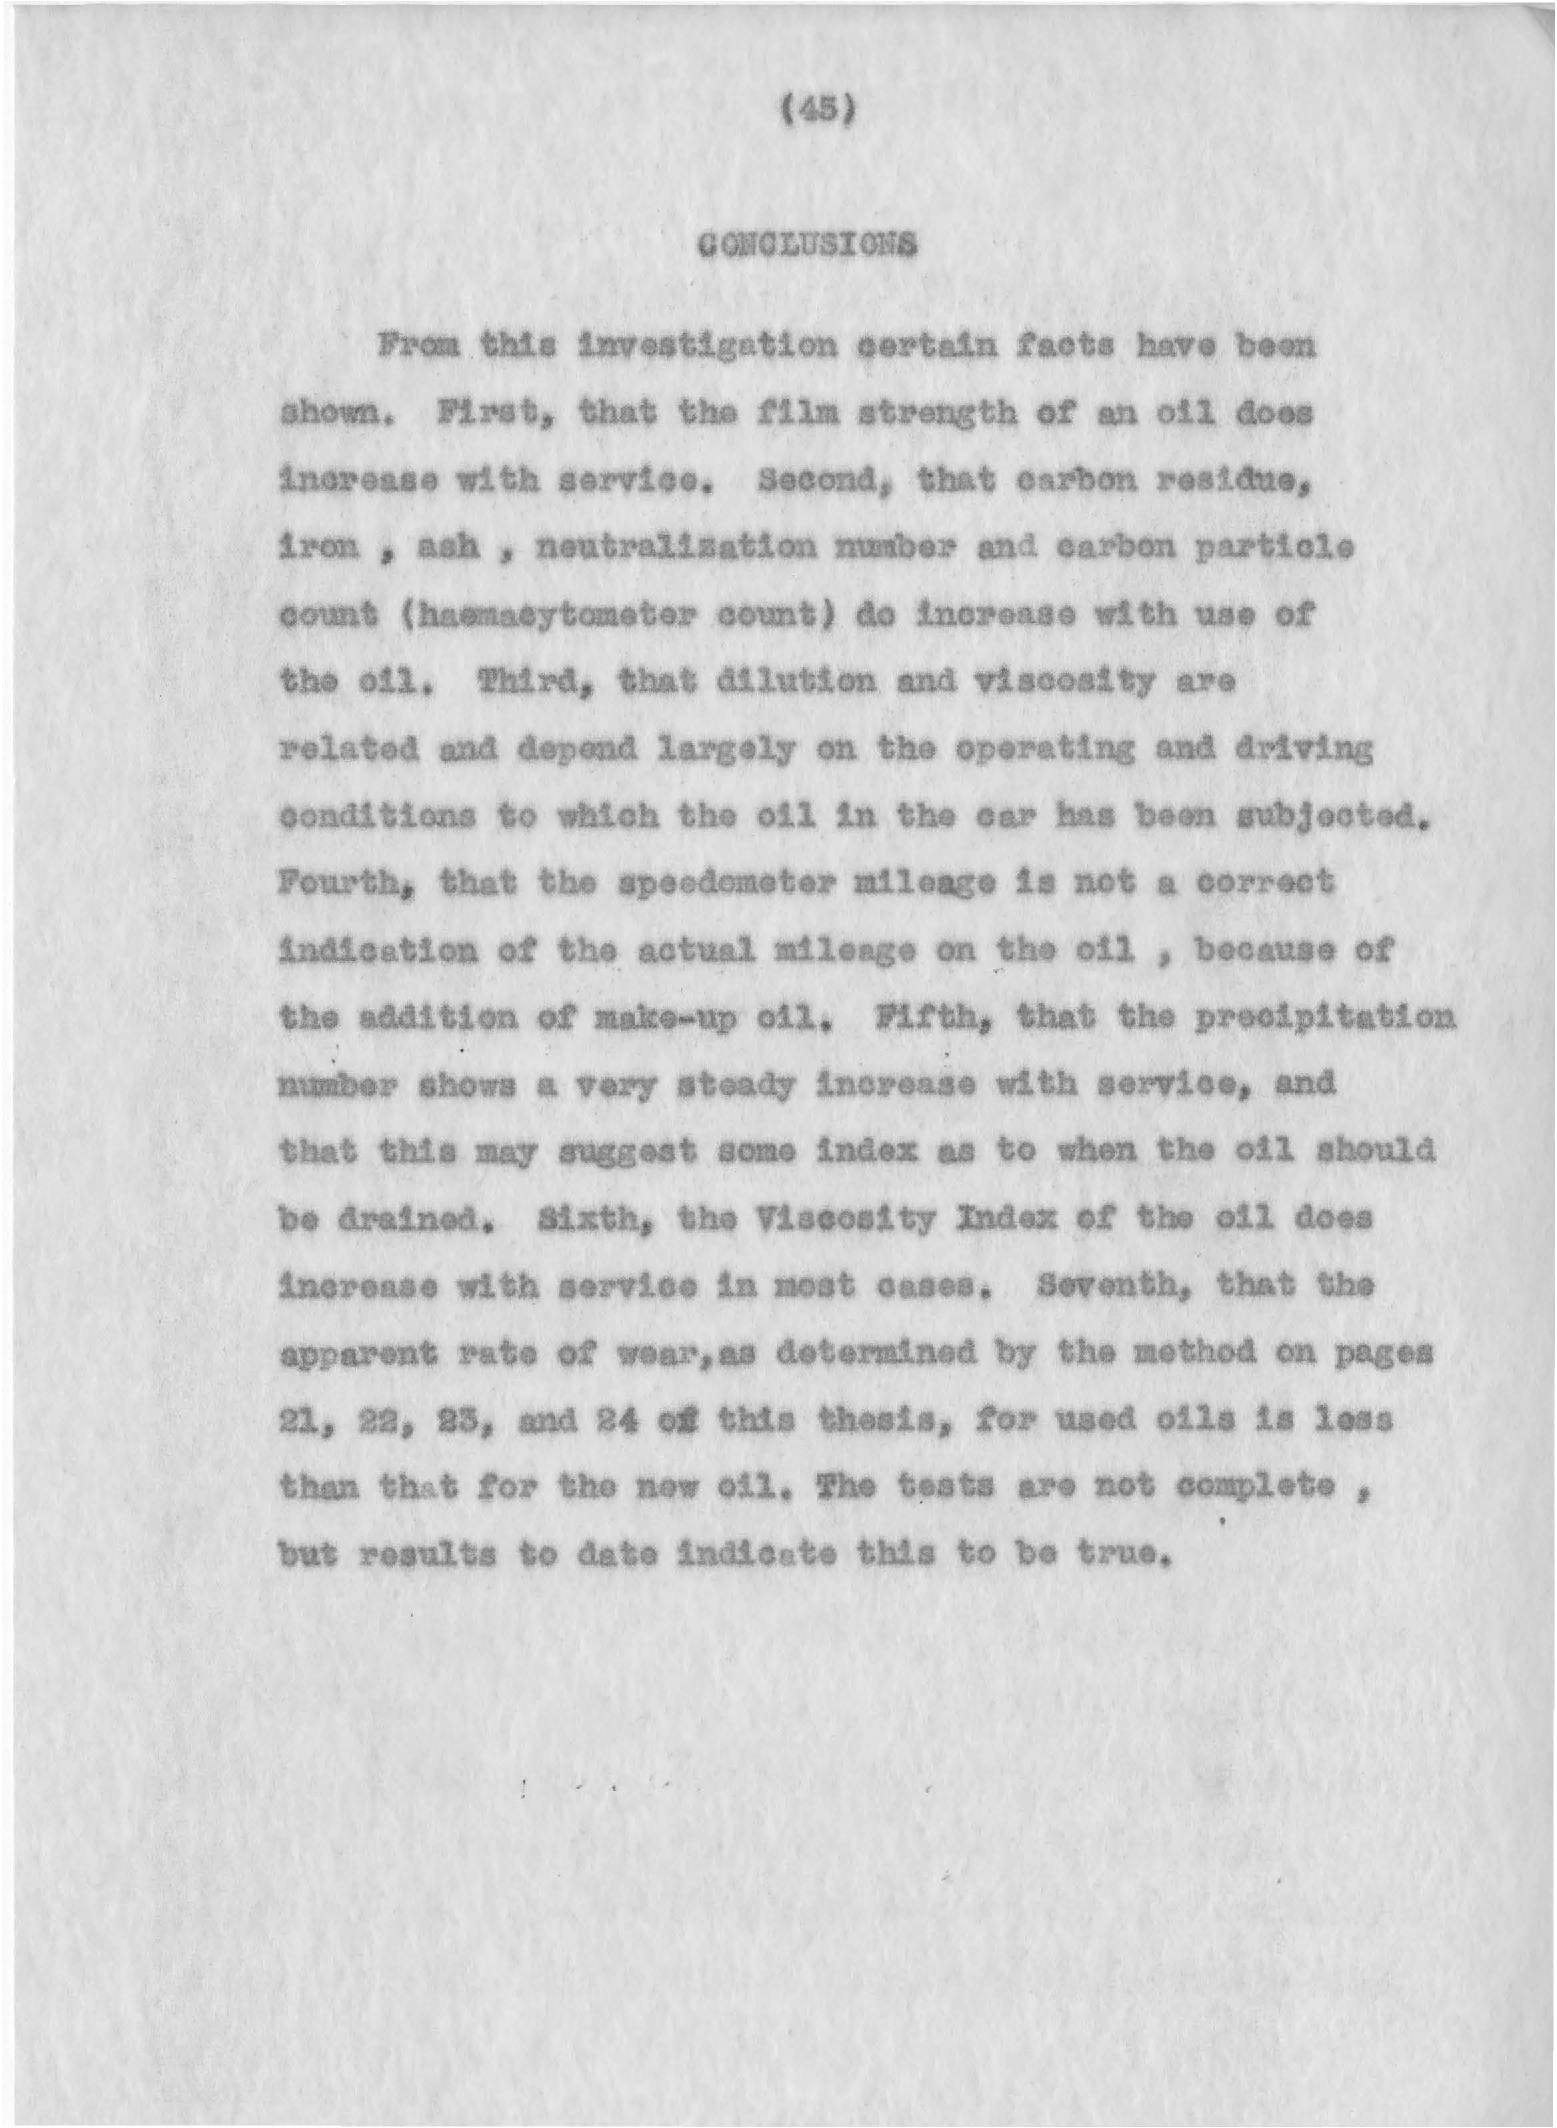 (45)
CONCLUSIONS
From this investigation certain facts have been
shown. First, that the film strength of an oil does
increase with service. Second, that carbon residue,
iron , ash , neutralization number and carbon particle
count (haemacytometer count) do increase with use of
the oil. Third, that dilution and viscosity are
related and depend largely on the operating and driving
conditions to which the oil in the car has been subjected.
Fourth, that the speedometer mileage is not a correct
indication of the actual mileage on the oil , because of
the addition of make-up oil. Fifth, that the precipitation
number shows a very steady increase with service, and
that this may suggest some index as to when the oil should
be drained. Sixth, the Viscosity Index of the oil does
increase with service in most cases. Seventh, that the
apparent rate of wear,as determined by the method on pages
21, 22, 23, and 24 of this thesis, for used oils is less
than that for the new oil. The tests are not complete ,
but results to date indicate this to be true.